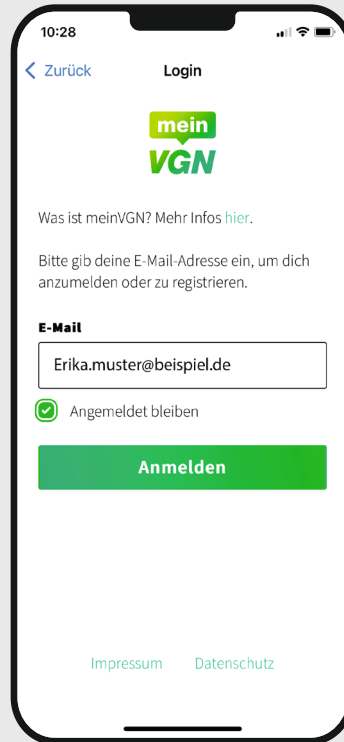 10:28
Zurück Login
mein
VGN
Was ist meinVGN? Mehr Infos hier.
Bitte gib deine E-Mail-Adresse ein, um dich
anzumelden oder zu registrieren.
E-Mail
Erika.muster@beispiel.de
Angemeldet bleiben
Anmelden
Impressum Datenschutz